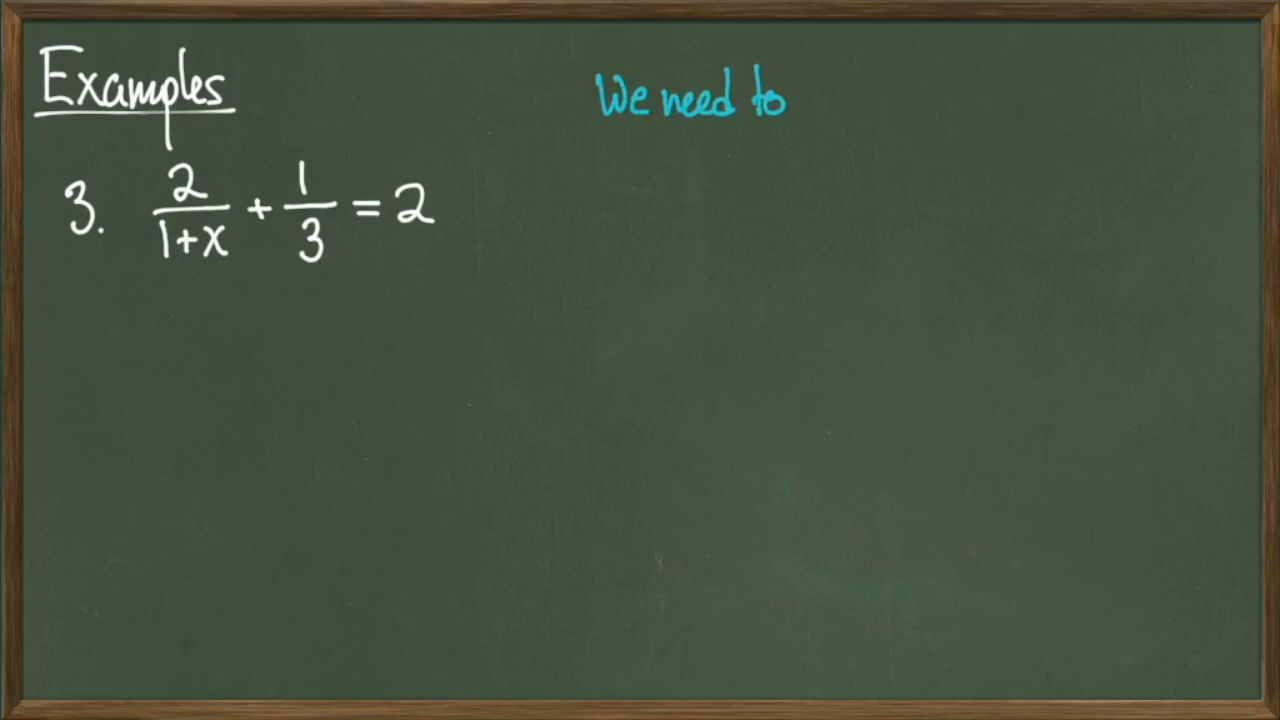 Examples
We need to
3. 2/(1+x) + 1/3 = 2